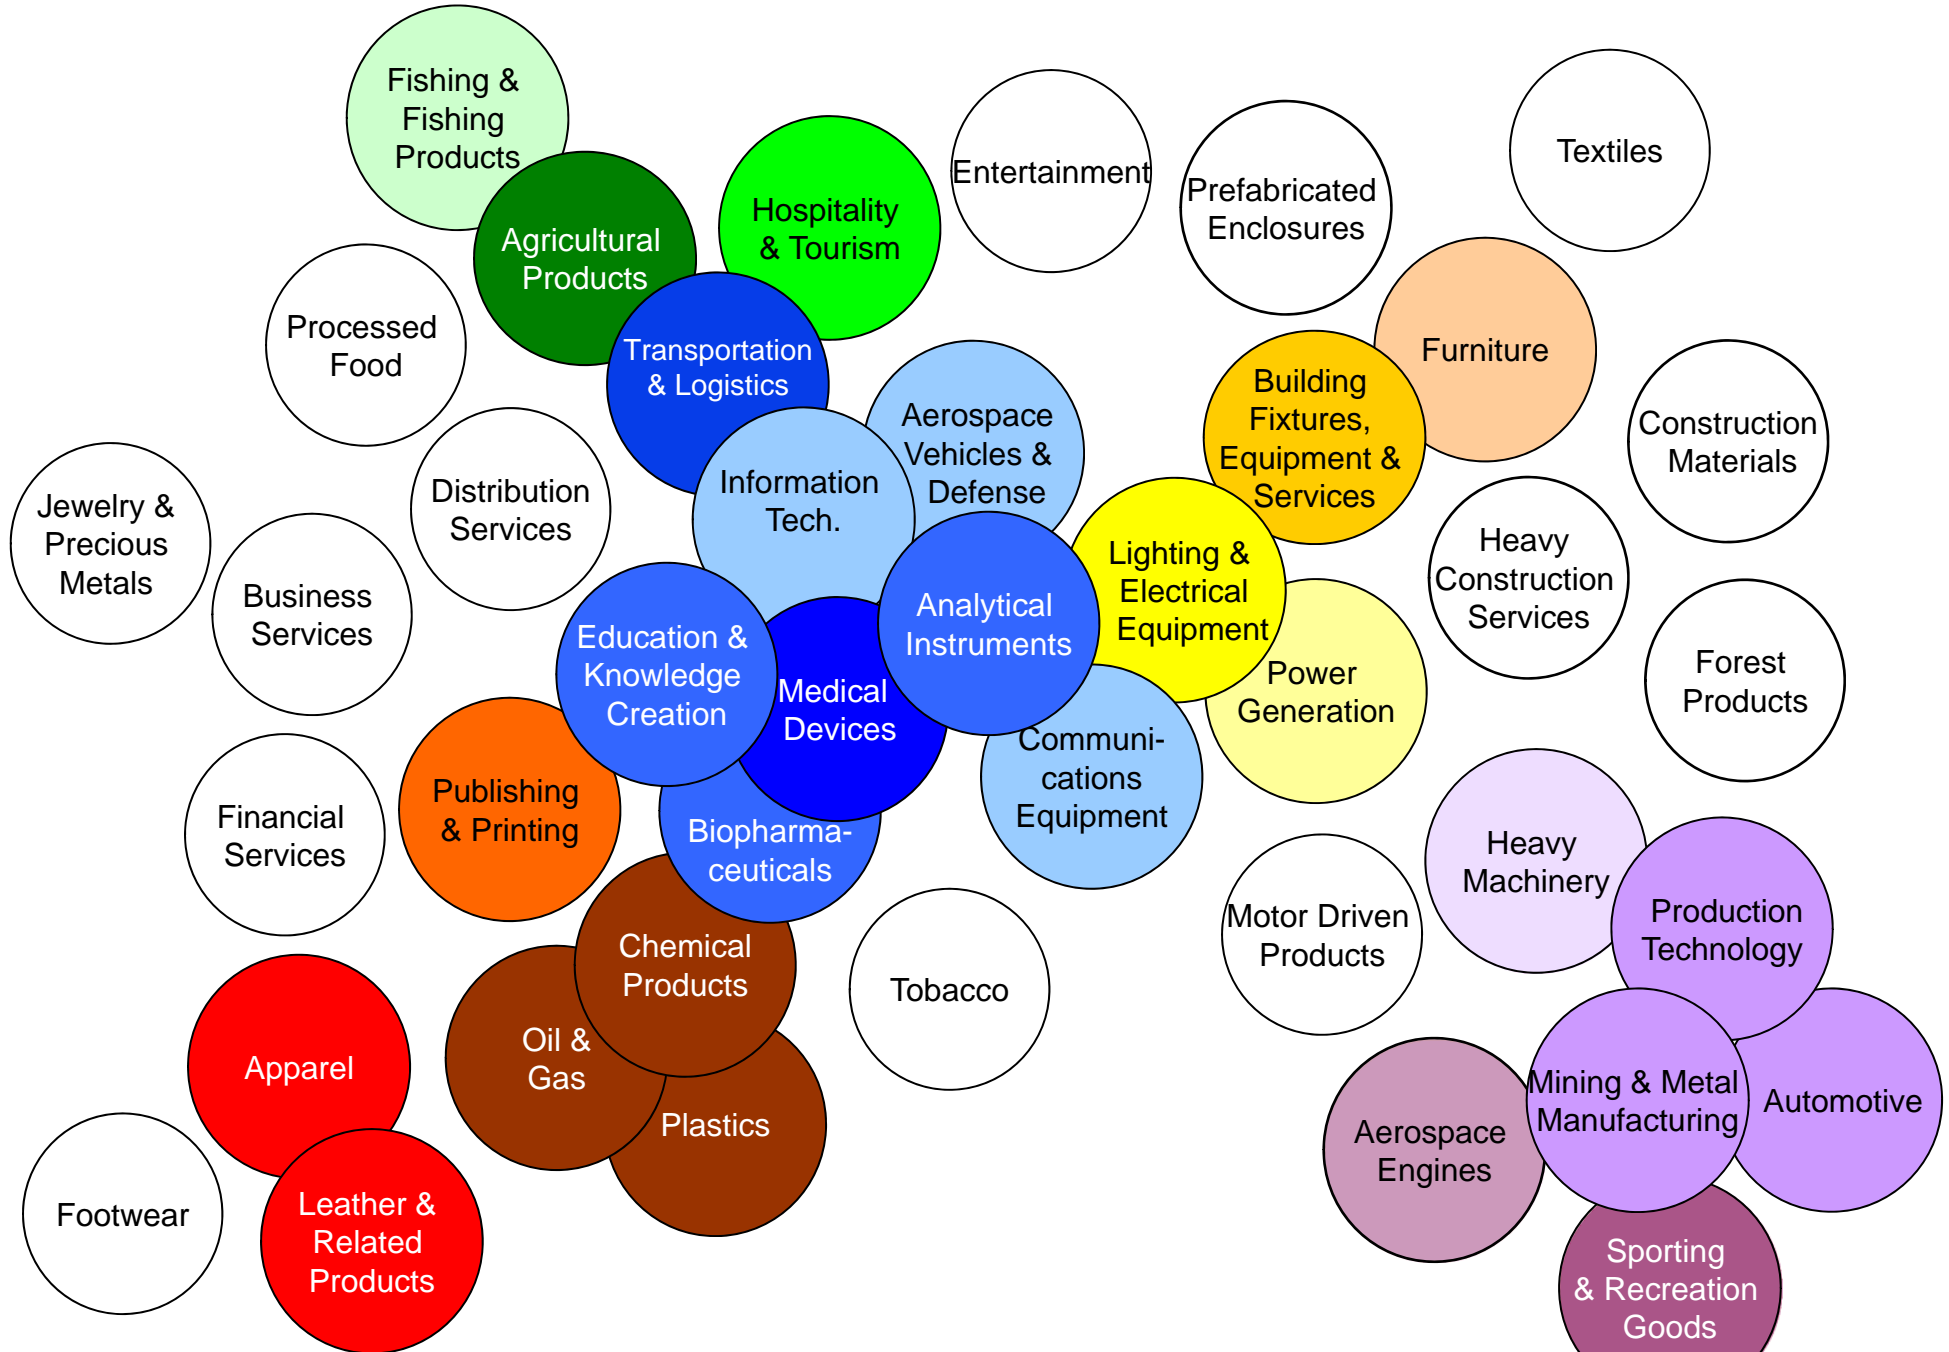 Fishing &
Fishing
Products
Agricultural
Products
Hospitality
& Tourism
Entertainment
Prefabricated
Enclosures
Textiles
Processed
Food
Transportation
& Logistics
Furniture
Building
Fixtures,
Equipment &
Services
Aerospace
Vehicles &
Defense
Construction
Materials
Jewelry &
Precious
Metals
Distribution
Services
Information
Tech.
Lighting &
Electrical
Equipment
Heavy
Construction
Services
Business
Services
Education &
Knowledge
Creation
Analytical
Instruments
Medical
Devices
Power
Generation
Forest
Products
Financial
Services
Publishing
& Printing
Biopharma-
ceuticals
Communi-
cations
Equipment
Heavy
Machinery
Motor Driven
Products
Production
Technology
Chemical
Products
Tobacco
Apparel
Oil &
Gas
Plastics
Aerospace
Engines
Mining & Metal
Manufacturing
Automotive
Footwear
Leather &
Related
Products
Sporting
& Recreation
Goods